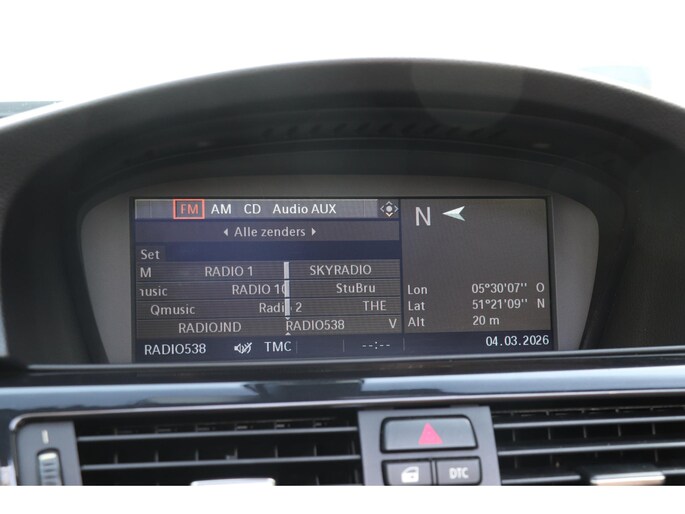 FM AM CD Audio AUX
Alle zenders
Set
M RADIO 1 SKYRADIO
usic RADIO 10 StuBru
Qmusic Radio 2 THE
RADIOJND RADIO538 V
RADIO538 TMC --:--
N
Lon 05°30'07'' O
Lat 51°21'09'' N
Alt 20 m
04.03.2026
DTC